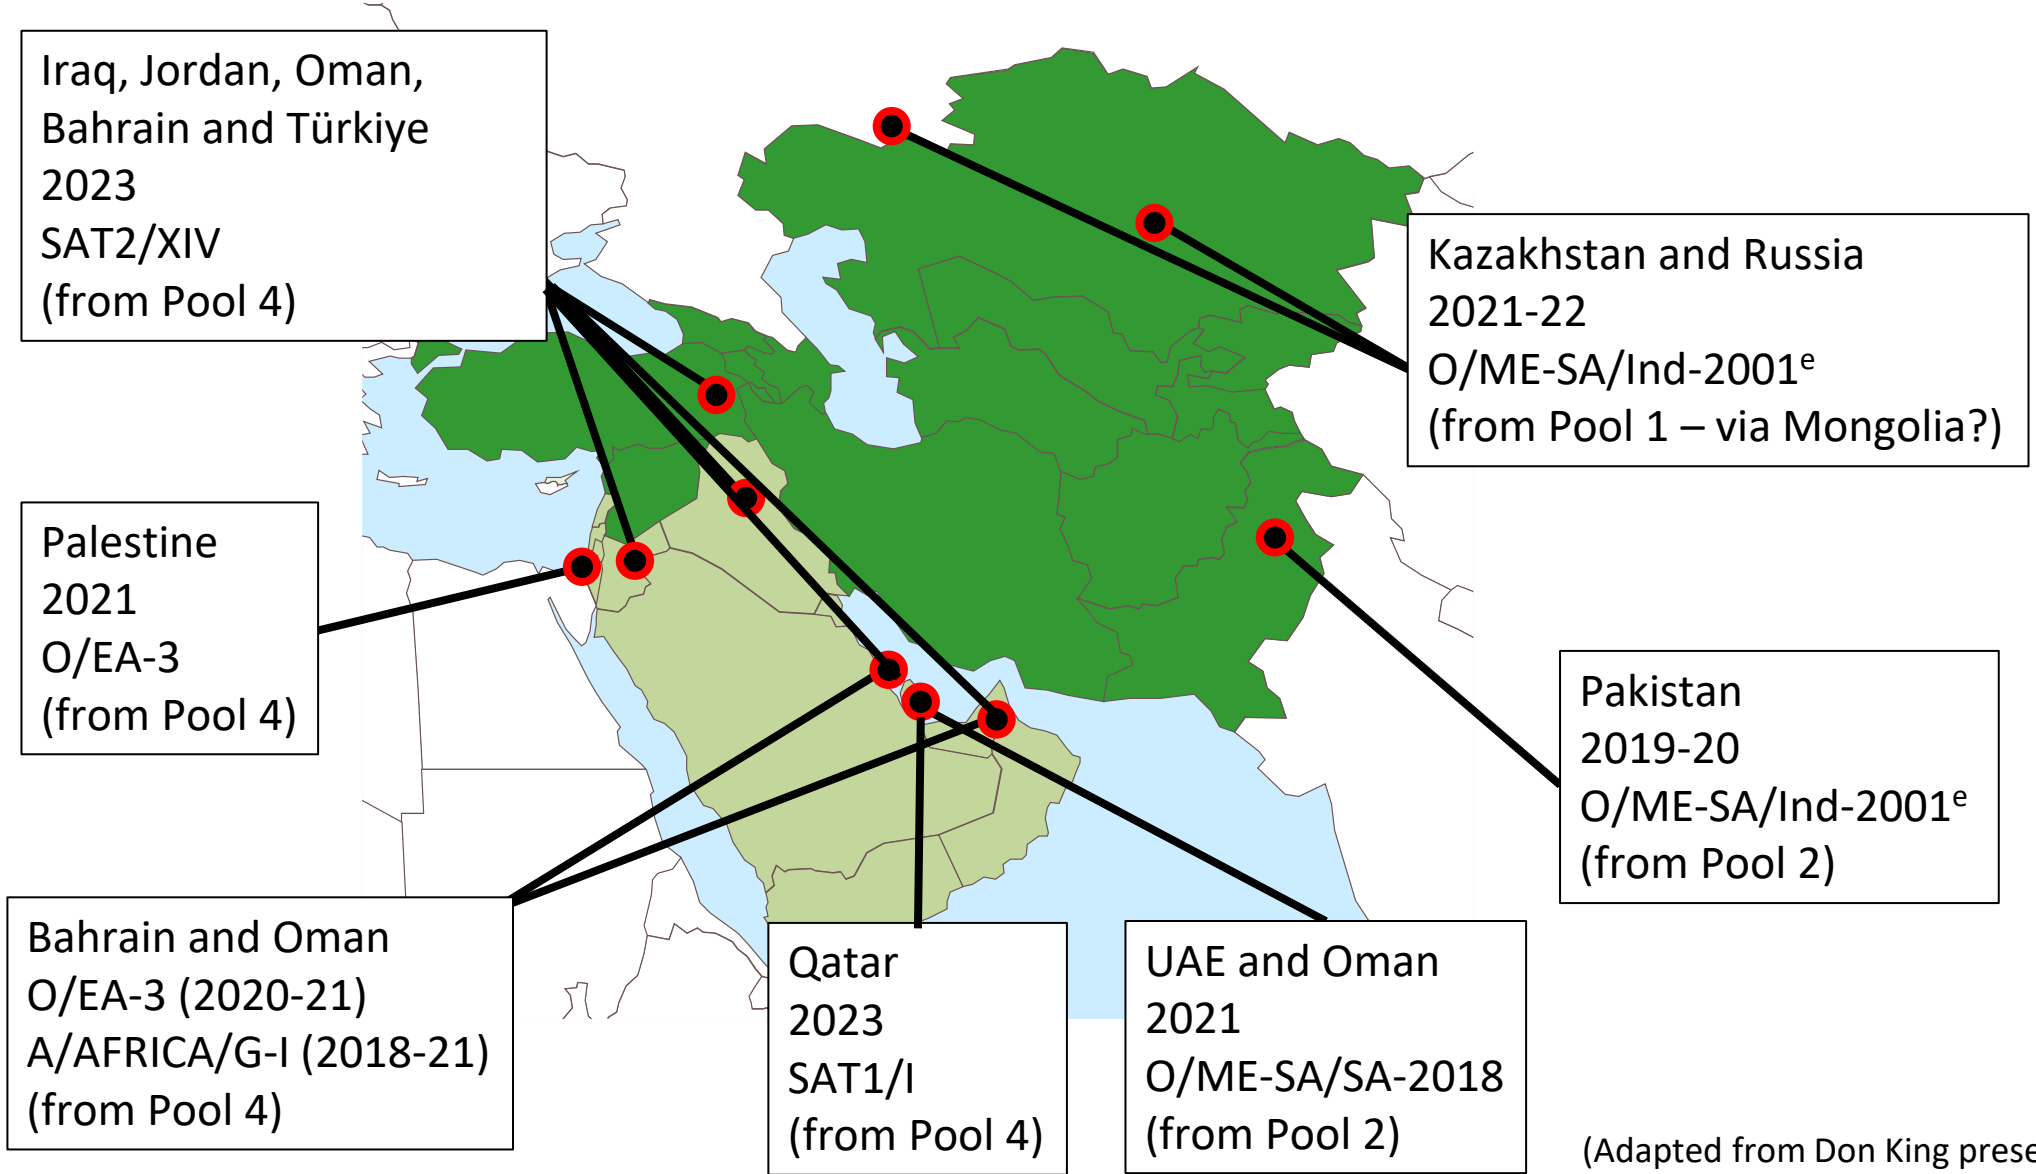 Iraq, Jordan, Oman,
Bahrain and Türkiye
2023
SAT2/XIV
(from Pool 4)
Kazakhstan and Russia
2021-22
O/ME-SA/Ind-2001ᵉ
(from Pool 1 – via Mongolia?)
Palestine
2021
O/EA-3
(from Pool 4)
Pakistan
2019-20
O/ME-SA/Ind-2001ᵉ
(from Pool 2)
Bahrain and Oman
O/EA-3 (2020-21)
A/AFRICA/G-I (2018-21)
(from Pool 4)
Qatar
2023
SAT1/I
(from Pool 4)
UAE and Oman
2021
O/ME-SA/SA-2018
(from Pool 2)
(Adapted from Don King